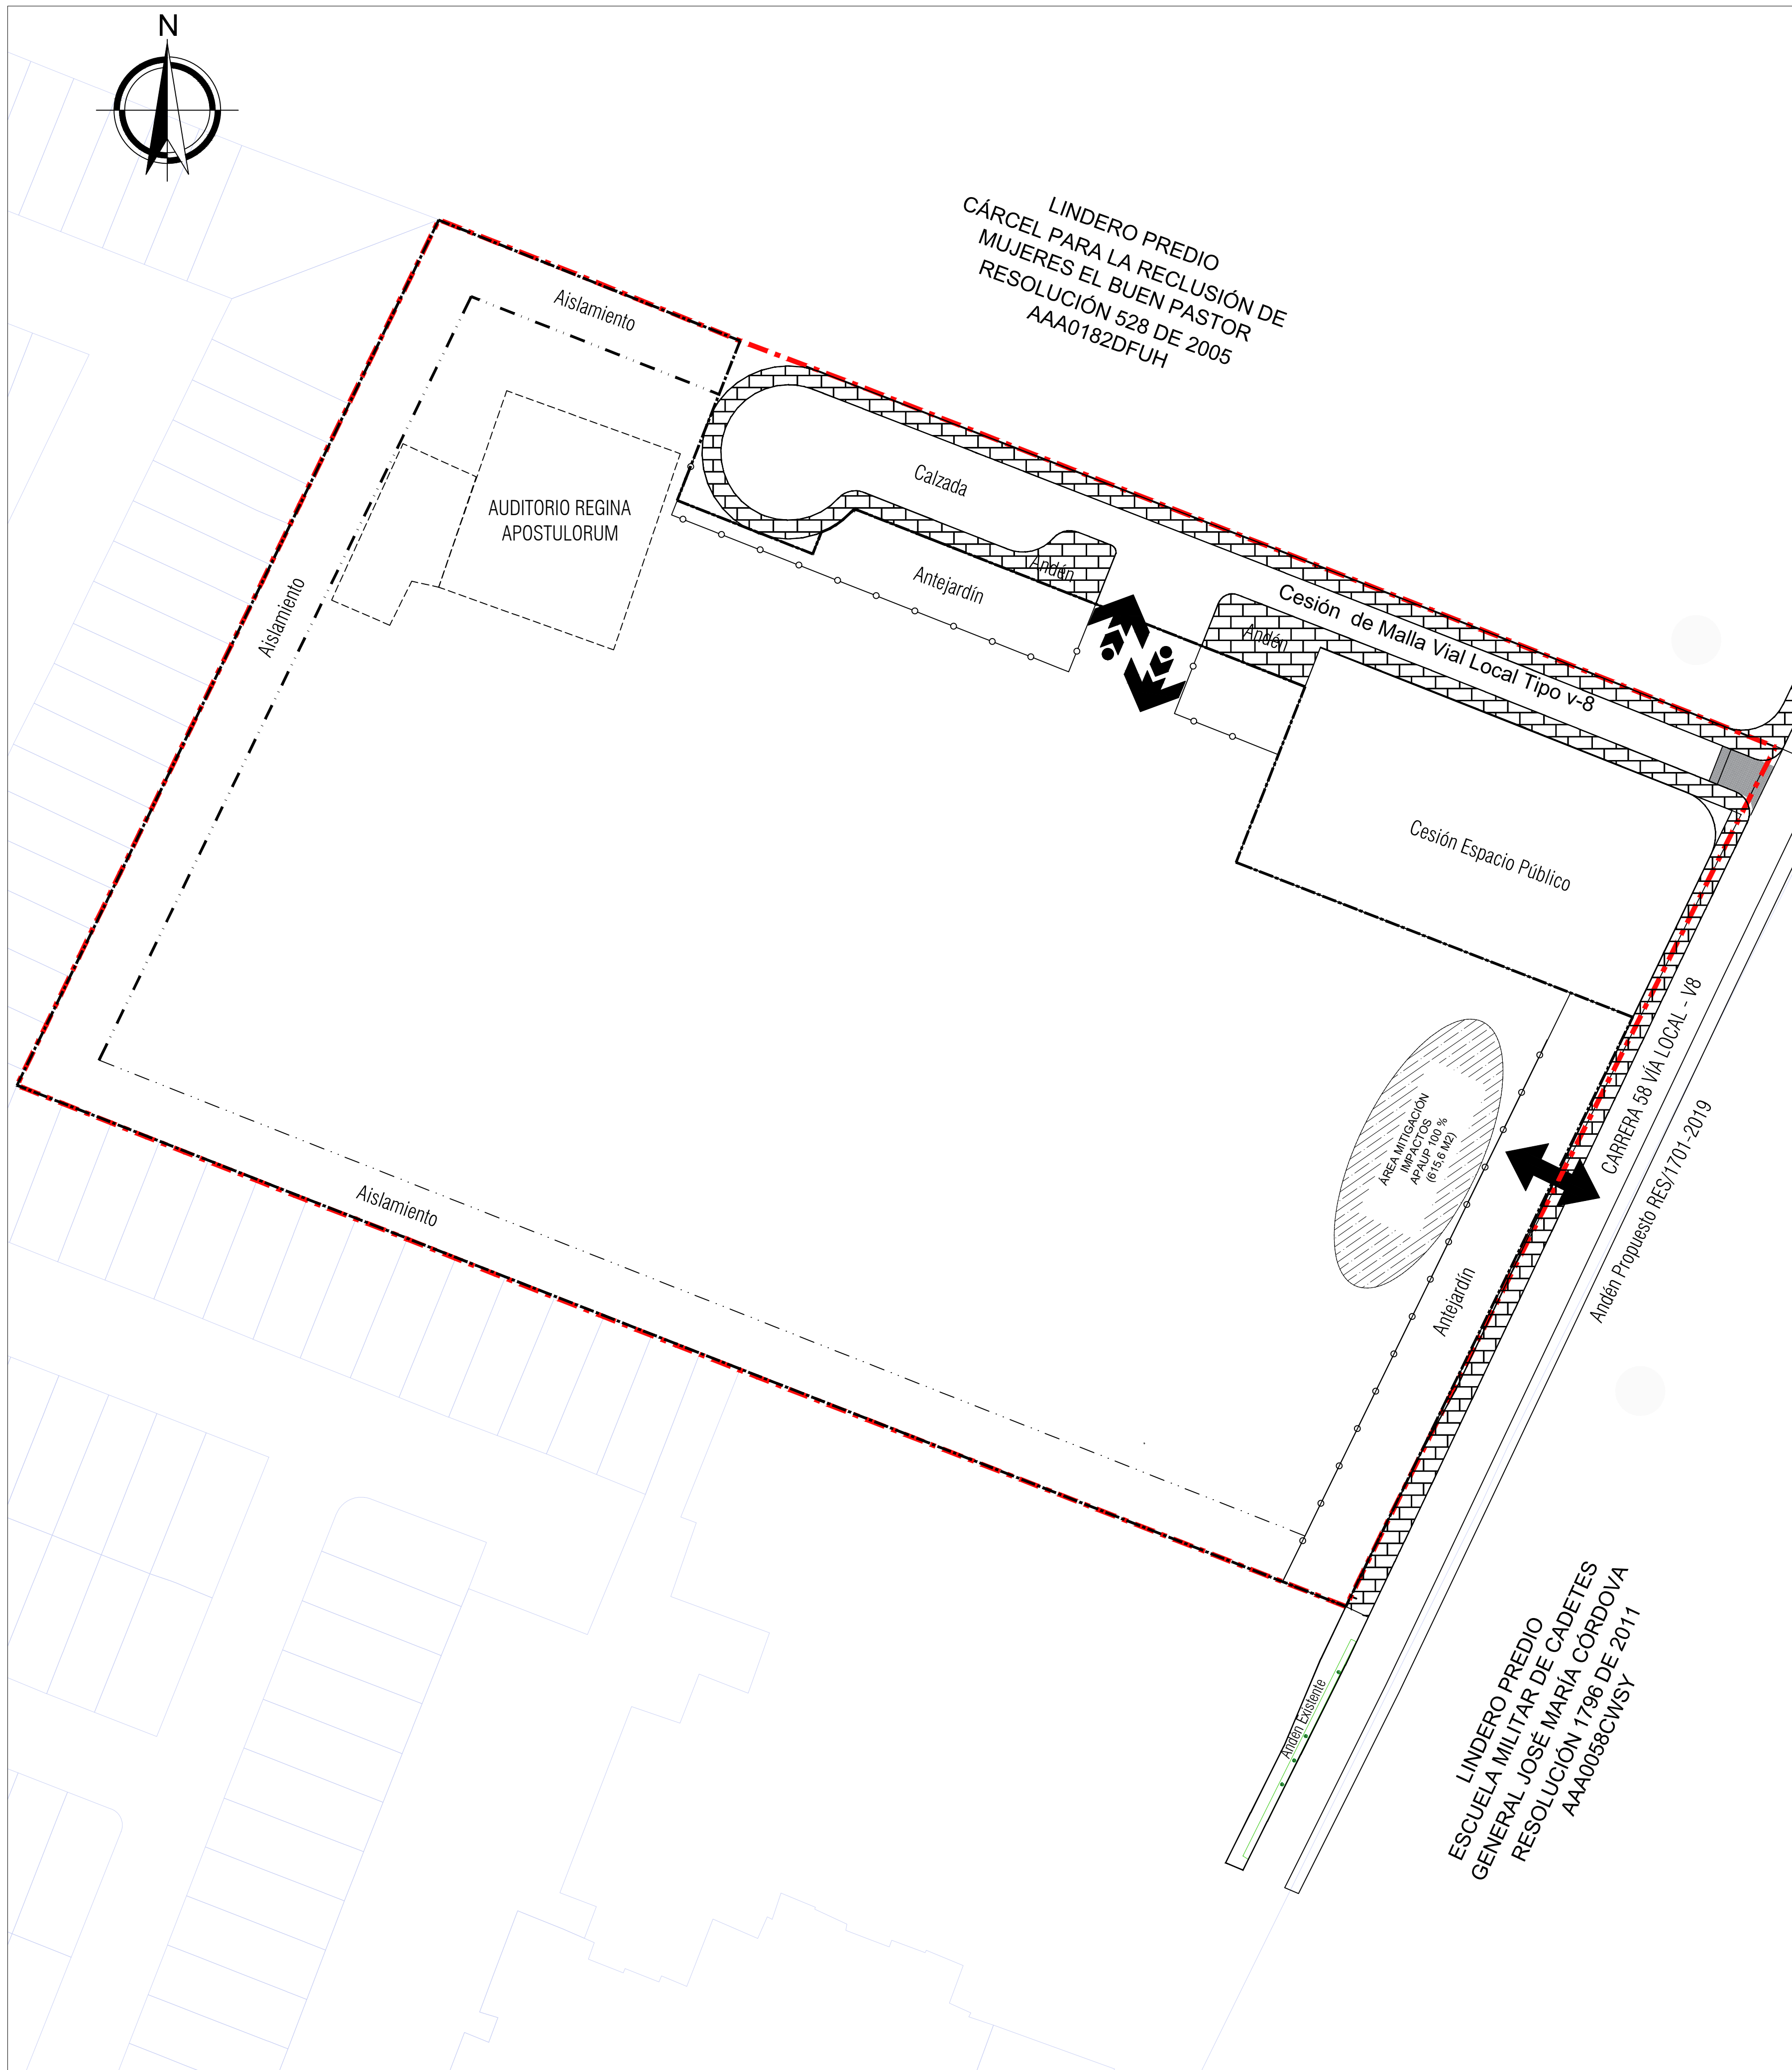 N
LINDERO PREDIO
CÁRCEL PARA LA RECLUSIÓN DE
MUJERES EL BUEN PASTOR
RESOLUCIÓN 528 DE 2005
AAA0182DFUH
Aislamiento
Calzada
AUDITORIO REGINA
APOSTULORUM
Antejardín
Andén
Cesión de Malla Vial Local Tipo v-8
Andén
Aislamiento
Cesión Espacio Público
CARRERA 58 VÍA LOCAL - V8
Andén Propuesto RES/1701-2019
ÁREA MITIGACIÓN
IMPACTOS
APAUP 100 %
(615,6 M2)
Aislamiento
Antejardín
Andén Existente
LINDERO PREDIO
ESCUELA MILITAR DE CADETES
GENERAL JOSÉ MARÍA CÓRDOVA
RESOLUCIÓN 1796 DE 2011
AAA0058CWSY